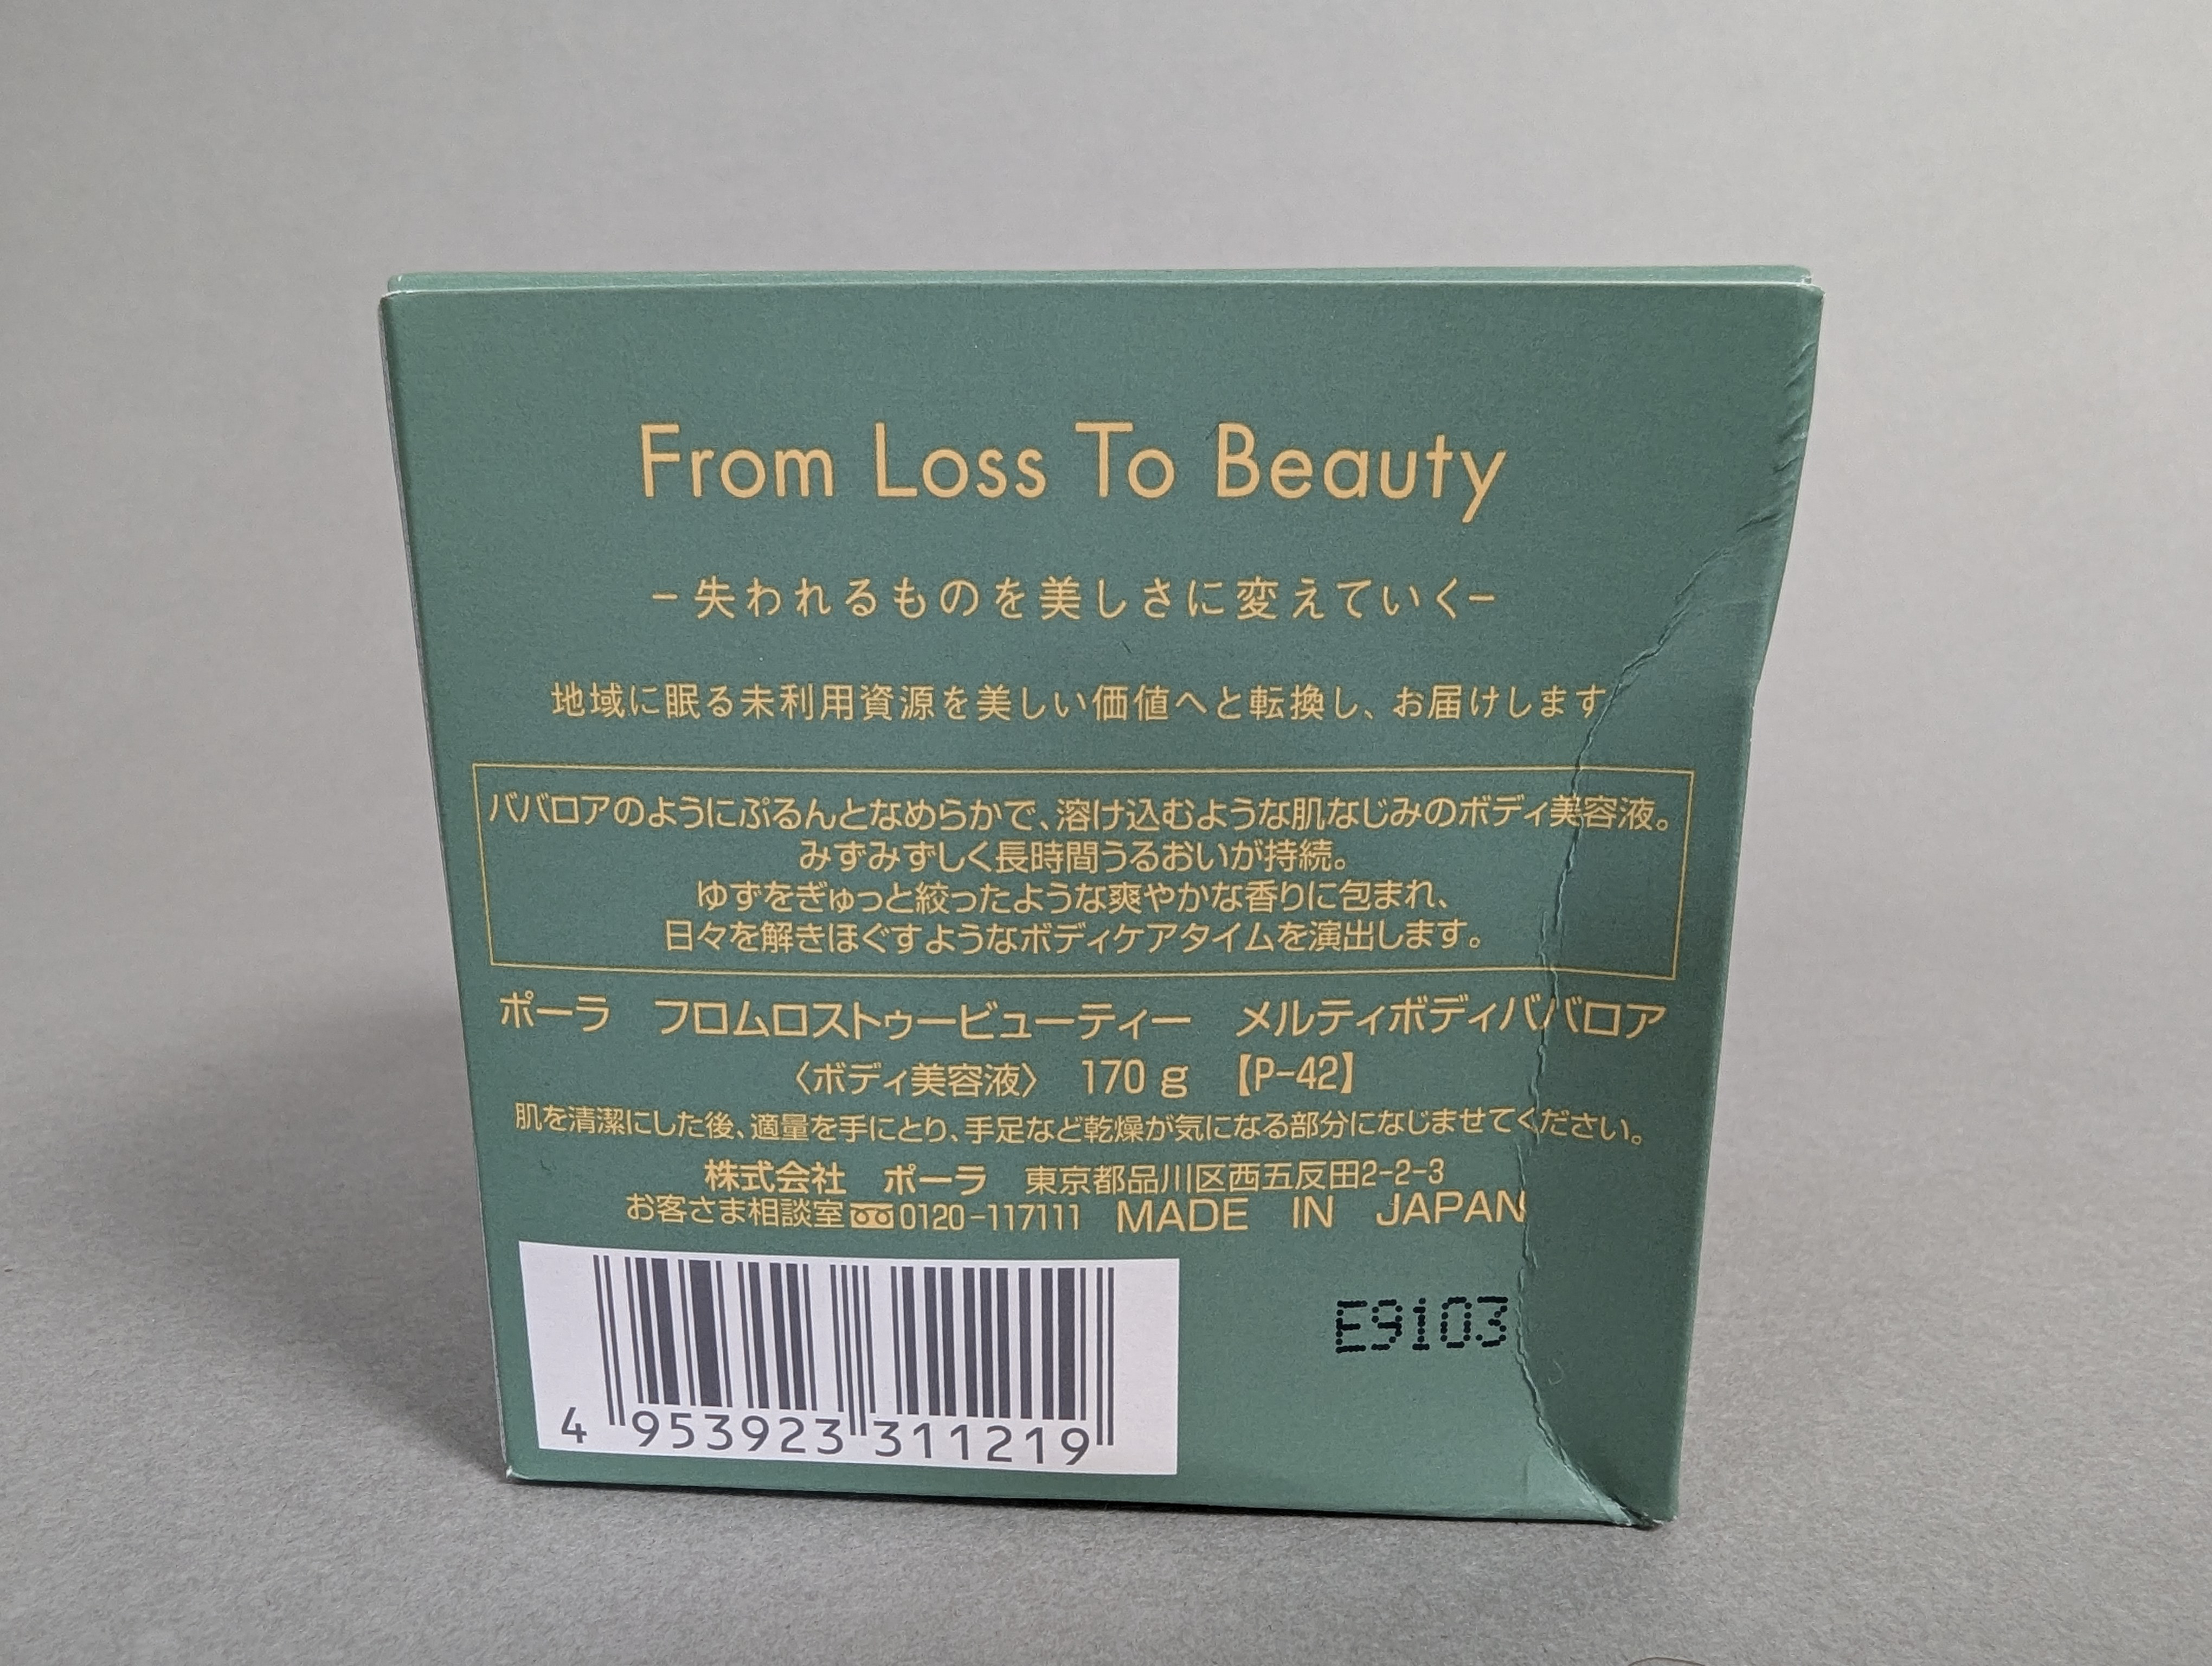 From Loss To Beauty
−失われるものを美しさに変えていく−
地域に眠る未利用資源を美しい価値へと転換し、お届けします
ババロアのようにぷるんとなめらかで、溶け込むような肌なじみのボディ美容液。
みずみずしく長時間うるおいが持続。
ゆずをぎゅっと絞ったような爽やかな香りに包まれ、
日々を解きほぐすようなボディケアタイムを演出します。
ポーラ　フロムロストゥービューティー　メルティボディババロア
〈ボディ美容液〉　170 g　【P−42】
肌を清潔にした後、適量を手にとり、手足など乾燥が気になる部分になじませてください。
株式会社　ポーラ　東京都品川区西五反田2−2−3
お客さま相談室 0120−117111　MADE IN JAPAN
E9103
4 953923 311219